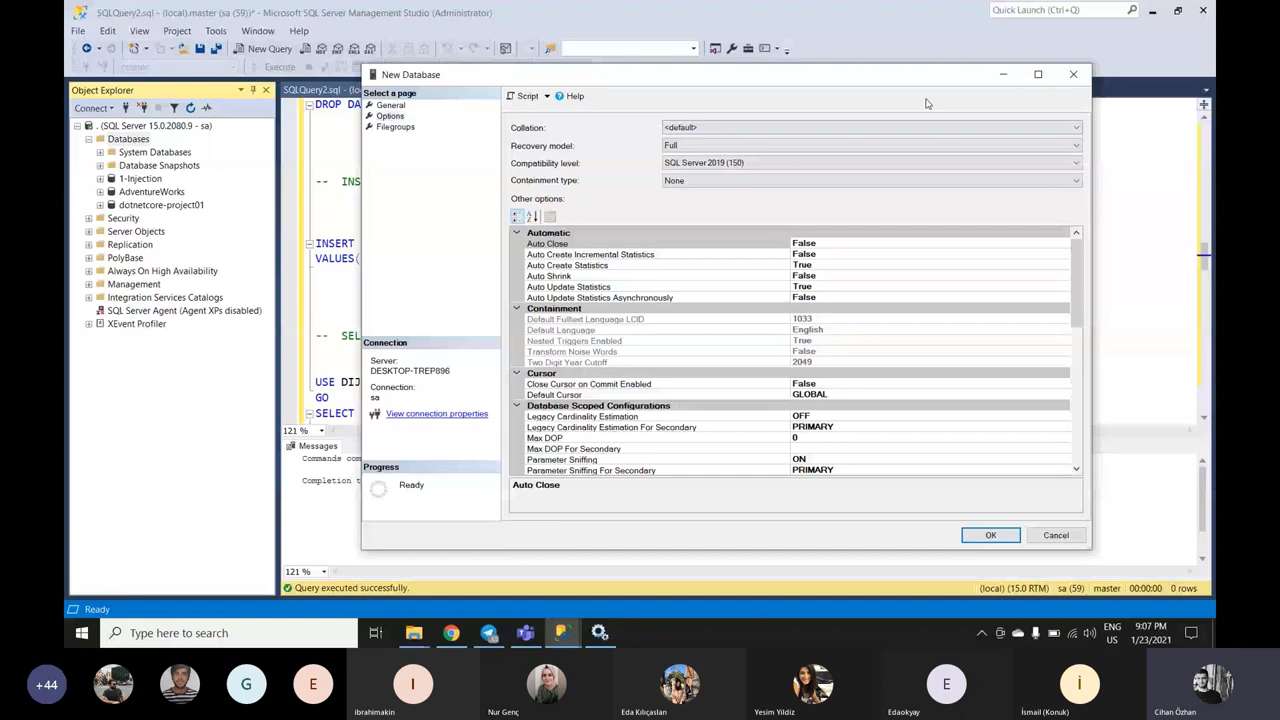 SQLQuery2.sql - (local).master (sa (59))* - Microsoft SQL Server Management Studio (Administrator)
Quick Launch (Ctrl+Q)
File Edit View Project Tools Window Help
New Query
master
Execute
Object Explorer
Connect
. (SQL Server 15.0.2080.9 - sa)
Databases
System Databases
Database Snapshots
1-Injection
AdventureWorks
dotnetcore-project01
Security
Server Objects
Replication
PolyBase
Always On High Availability
Management
Integration Services Catalogs
SQL Server Agent (Agent XPs disabled)
XEvent Profiler
SQLQuery2.sql
DROP DA
-- INS
INSERT
VALUES(
-- SEL
USE DIJ
GO
SELECT
121 %
Messages
Commands com
Completion t
121 %
Query executed successfully.
(local) (15.0 RTM) sa (59) master 00:00:00 0 rows
Ready
New Database
Select a page
General
Options
Filegroups
Connection
Server:
DESKTOP-TREP896
Connection:
sa
View connection properties
Progress
Ready
Script Help
Collation: <default>
Recovery model: Full
Compatibility level: SQL Server 2019 (150)
Containment type: None
Other options:
Automatic
Auto Close False
Auto Create Incremental Statistics False
Auto Create Statistics True
Auto Shrink False
Auto Update Statistics True
Auto Update Statistics Asynchronously False
Containment
Default Fulltext Language LCID 1033
Default Language English
Nested Triggers Enabled True
Transform Noise Words False
Two Digit Year Cutoff 2049
Cursor
Close Cursor on Commit Enabled False
Default Cursor GLOBAL
Database Scoped Configurations
Legacy Cardinality Estimation OFF
Legacy Cardinality Estimation For Secondary PRIMARY
Max DOP 0
Max DOP For Secondary
Parameter Sniffing ON
Parameter Sniffing For Secondary PRIMARY
Auto Close
OK Cancel
Type here to search
ENG
US
9:07 PM
1/23/2021
+44
G
E
I
ibrahimakin
Nur Genç
Eda Kılıçaslan
Yesim Yildiz
E
Edaokyay
İ
İsmail (Konuk)
Cihan Özhan